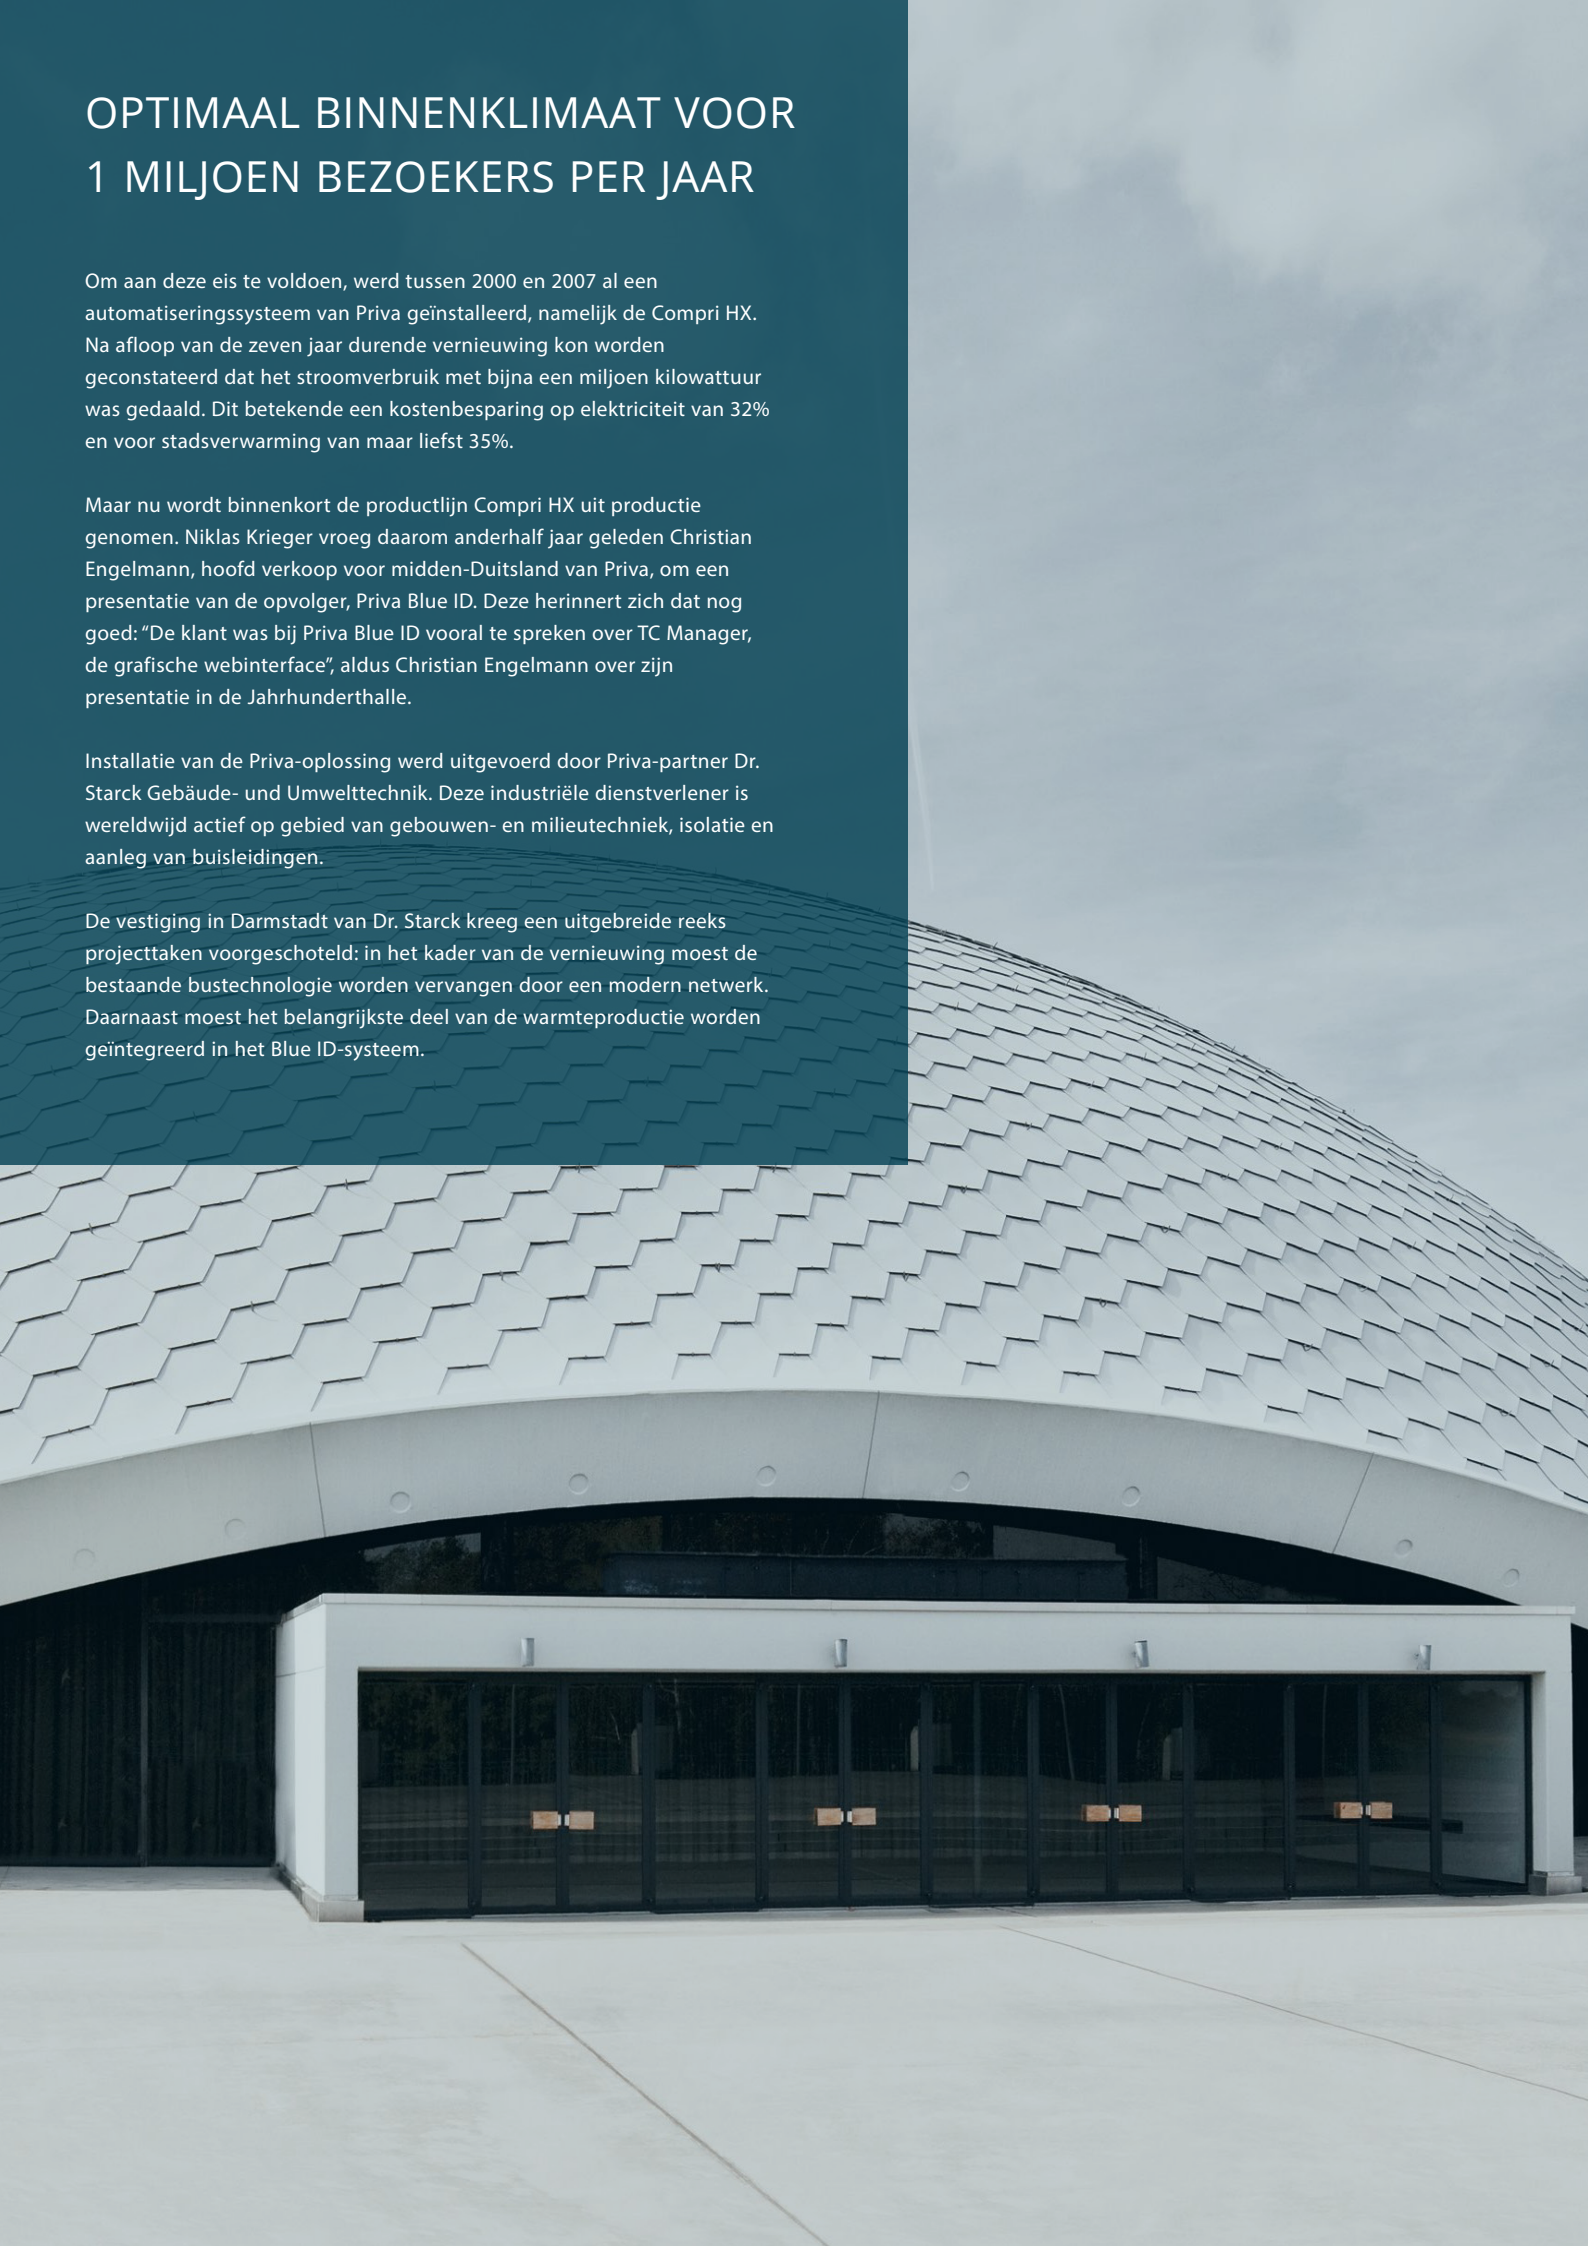 OPTIMAAL BINNENKLIMAAT VOOR
1 MILJOEN BEZOEKERS PER JAAR
Om aan deze eis te voldoen, werd tussen 2000 en 2007 al een
automatiseringssysteem van Priva geïnstalleerd, namelijk de Compri HX.
Na afloop van de zeven jaar durende vernieuwing kon worden
geconstateerd dat het stroomverbruik met bijna een miljoen kilowattuur
was gedaald. Dit betekende een kostenbesparing op elektriciteit van 32%
en voor stadsverwarming van maar liefst 35%.
Maar nu wordt binnenkort de productlijn Compri HX uit productie
genomen. Niklas Krieger vroeg daarom anderhalf jaar geleden Christian
Engelmann, hoofd verkoop voor midden-Duitsland van Priva, om een
presentatie van de opvolger, Priva Blue ID. Deze herinnert zich dat nog
goed: “De klant was bij Priva Blue ID vooral te spreken over TC Manager,
de grafische webinterface”, aldus Christian Engelmann over zijn
presentatie in de Jahrhunderthalle.
Installatie van de Priva-oplossing werd uitgevoerd door Priva-partner Dr.
Starck Gebäude- und Umwelttechnik. Deze industriële dienstverlener is
wereldwijd actief op gebied van gebouwen- en milieutechniek, isolatie en
aanleg van buisleidingen.
De vestiging in Darmstadt van Dr. Starck kreeg een uitgebreide reeks
projecttaken voorgeschoteld: in het kader van de vernieuwing moest de
bestaande bustechnologie worden vervangen door een modern netwerk.
Daarnaast moest het belangrijkste deel van de warmteproductie worden
geïntegreerd in het Blue ID-systeem.